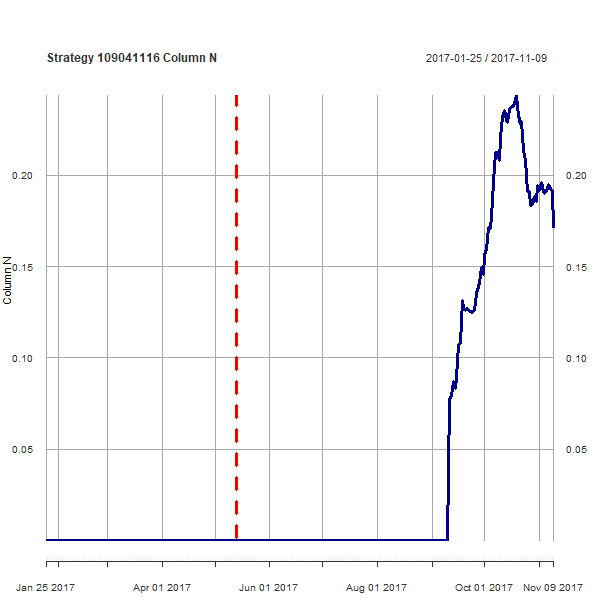 Strategy 109041116 Column N
2017-01-25 / 2017-11-09
0.20
0.20
0.15
0.15
Column N
0.10
0.10
0.05
0.05
Jan 25 2017
Apr 01 2017
Jun 01 2017
Aug 01 2017
Oct 01 2017
Nov 09 2017